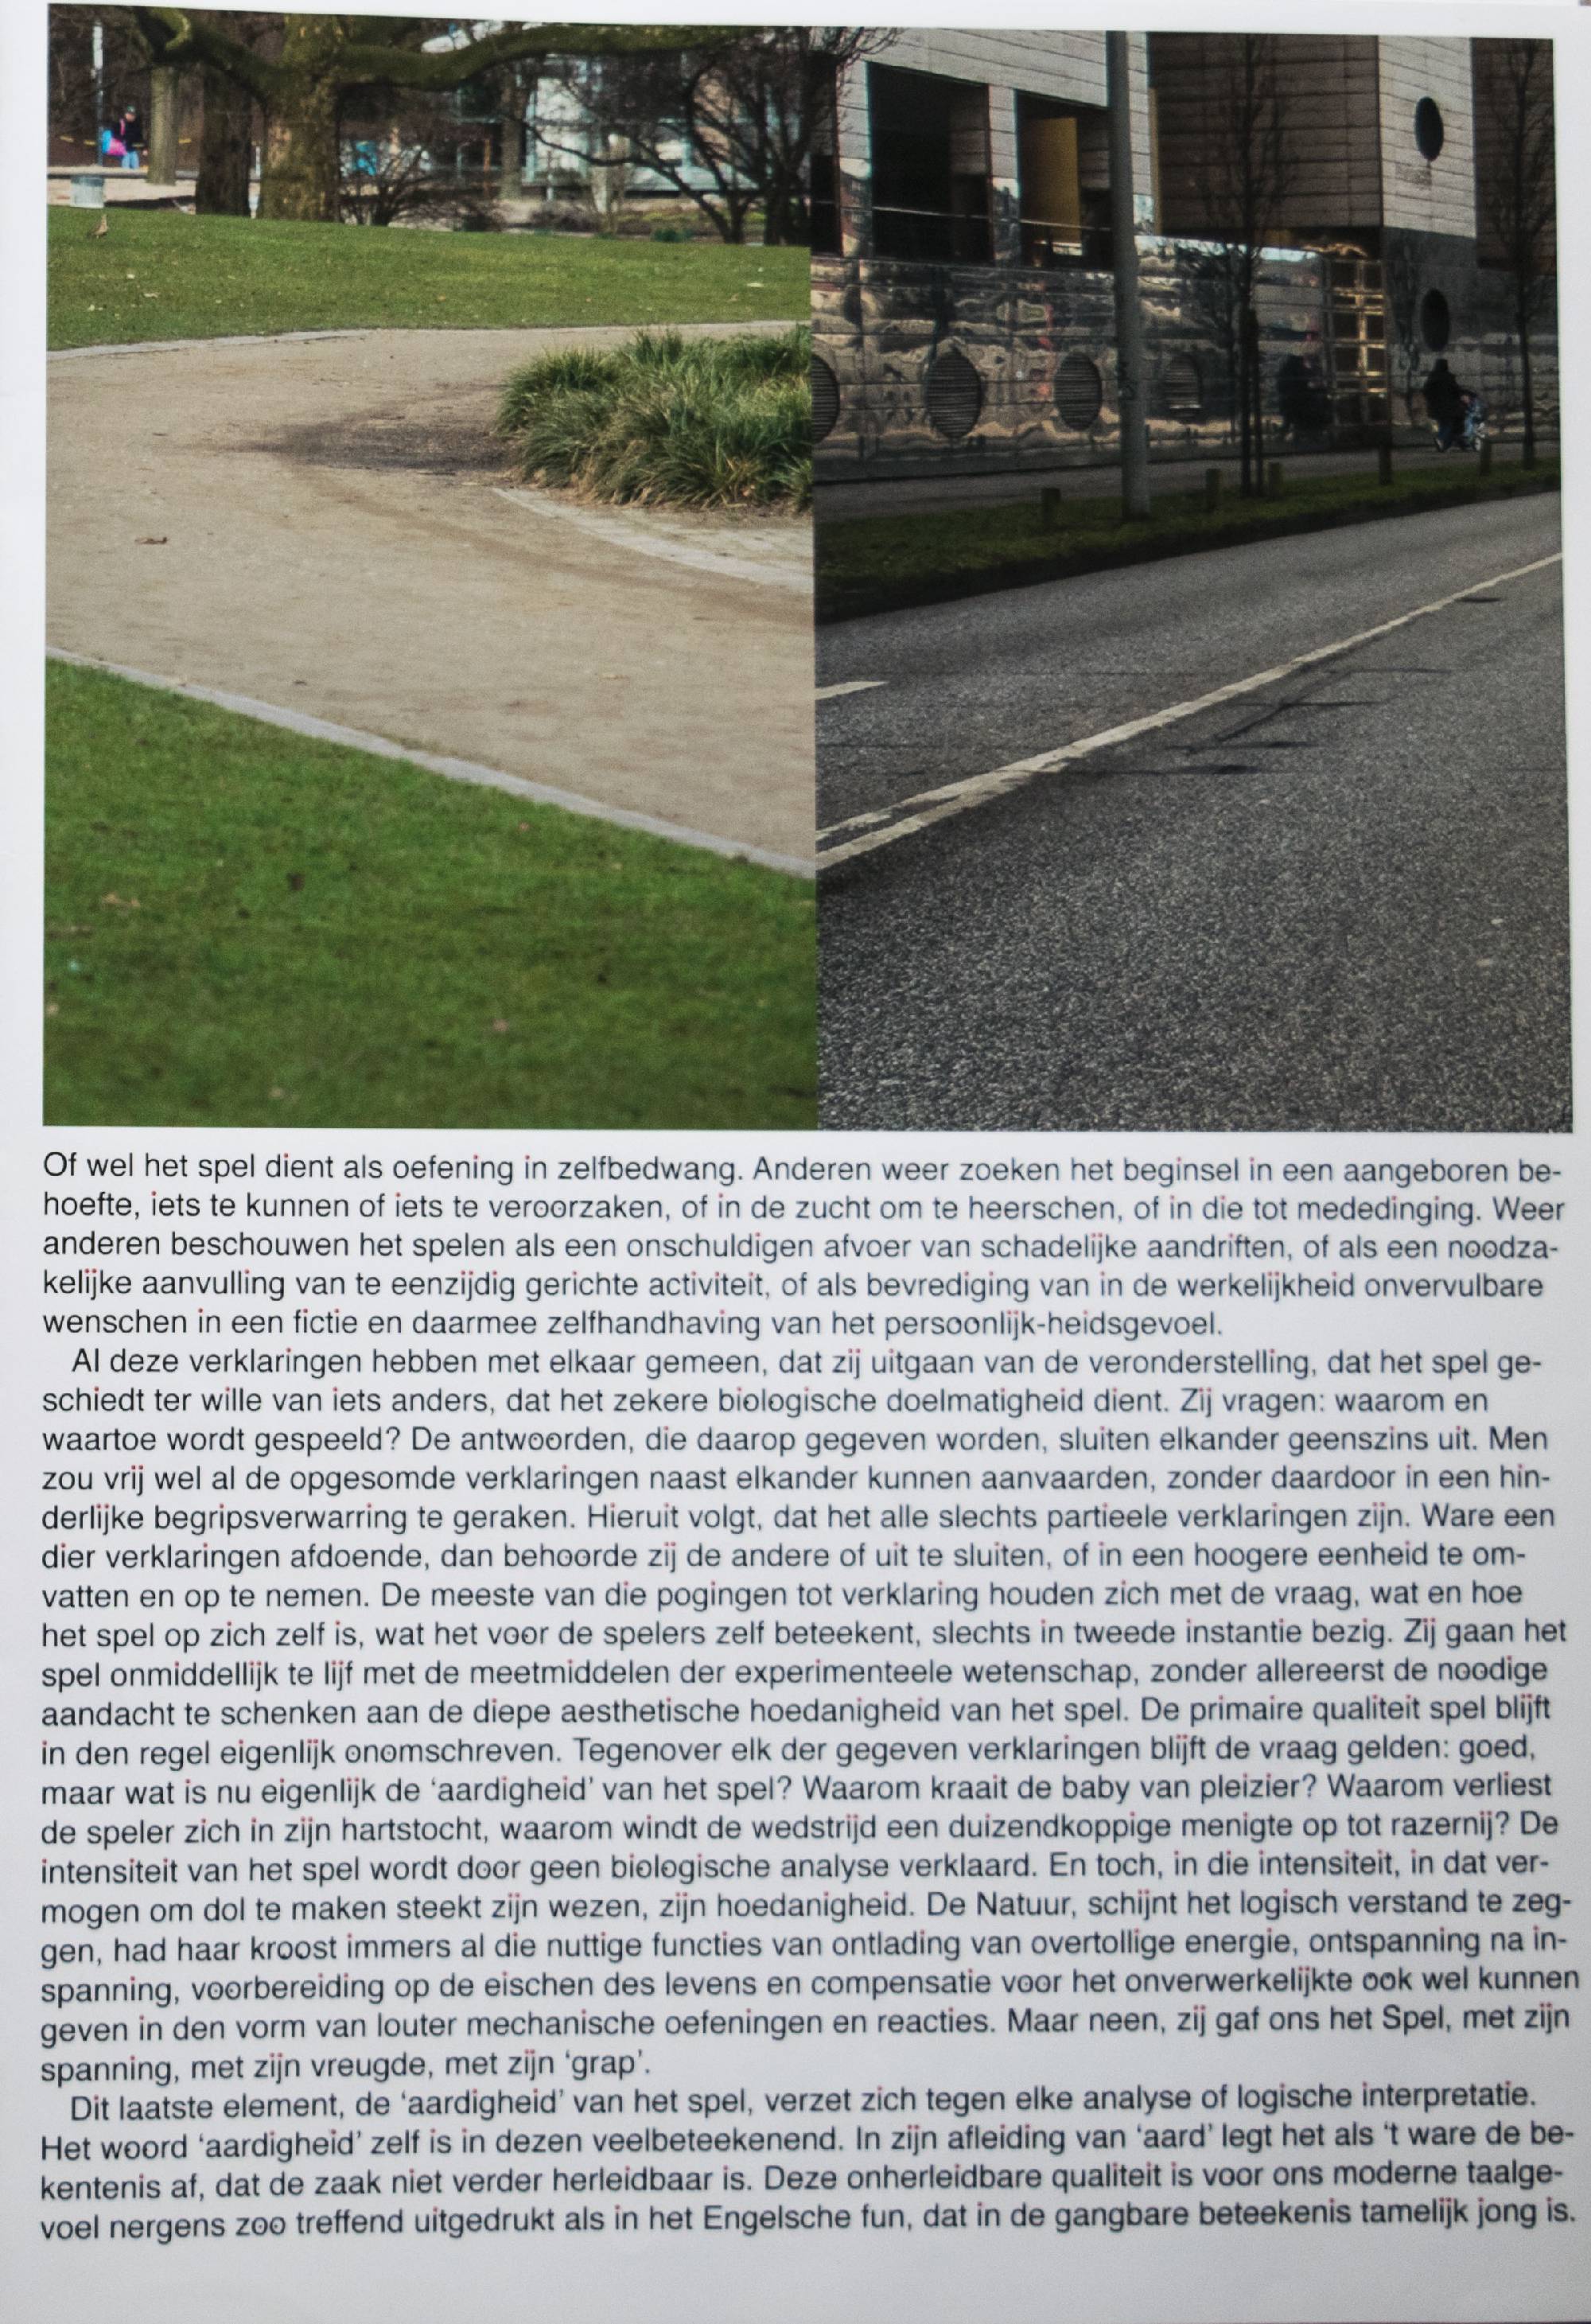 Of wel het spel dient als oefening in zelfbedwang. Anderen weer zoeken het beginsel in een aangeboren be-
hoefte, iets te kunnen of iets te veroorzaken, of in de zucht om te heerschen, of in die tot mededinging. Weer
anderen beschouwen het spelen als een onschuldigen afvoer van schadelijke aandriften, of als een noodza-
kelijke aanvulling van te eenzijdig gerichte activiteit, of als bevrediging van in de werkelijkheid onvervulbare
wenschen in een fictie en daarmee zelfhandhaving van het persoonlijk-heidsgevoel.
Al deze verklaringen hebben met elkaar gemeen, dat zij uitgaan van de veronderstelling, dat het spel ge-
schiedt ter wille van iets anders, dat het zekere biologische doelmatigheid dient. Zij vragen: waarom en
waartoe wordt gespeeld? De antwoorden, die daarop gegeven worden, sluiten elkander geenszins uit. Men
zou vrij wel al de opgesomde verklaringen naast elkander kunnen aanvaarden, zonder daardoor in een hin-
derlijke begripsverwarring te geraken. Hieruit volgt, dat het alle slechts partieele verklaringen zijn. Ware een
dier verklaringen afdoende, dan behoorde zij de andere of uit te sluiten, of in een hoogere eenheid te om-
vatten en op te nemen. De meeste van die pogingen tot verklaring houden zich met de vraag, wat en hoe
het spel op zich zelf is, wat het voor de spelers zelf beteekent, slechts in tweede instantie bezig. Zij gaan het
spel onmiddellijk te lijf met de meetmiddelen der experimenteele wetenschap, zonder allereerst de noodige
aandacht te schenken aan de diepe aesthetische hoedanigheid van het spel. De primaire qualiteit spel blijft
in den regel eigenlijk onomschreven. Tegenover elk der gegeven verklaringen blijft de vraag gelden: goed,
maar wat is nu eigenlijk de ‘aardigheid’ van het spel? Waarom kraait de baby van pleizier? Waarom verliest
de speler zich in zijn hartstocht, waarom windt de wedstrijd een duizendkoppige menigte op tot razernij? De
intensiteit van het spel wordt door geen biologische analyse verklaard. En toch, in die intensiteit, in dat ver-
mogen om dol te maken steekt zijn wezen, zijn hoedanigheid. De Natuur, schijnt het logisch verstand te zeg-
gen, had haar kroost immers al die nuttige functies van ontlading van overtollige energie, ontspanning na in-
spanning, voorbereiding op de eischen des levens en compensatie voor het onverwerkelijkte ook wel kunnen
geven in den vorm van louter mechanische oefeningen en reacties. Maar neen, zij gaf ons het Spel, met zijn
spanning, met zijn vreugde, met zijn ‘grap’.
Dit laatste element, de ‘aardigheid’ van het spel, verzet zich tegen elke analyse of logische interpretatie.
Het woord ‘aardigheid’ zelf is in dezen veelbeteekenend. In zijn afleiding van ‘aard’ legt het als ‘t ware de be-
kentenis af, dat de zaak niet verder herleidbaar is. Deze onherleidbare qualiteit is voor ons moderne taalge-
voel nergens zoo treffend uitgedrukt als in het Engelsche fun, dat in de gangbare beteekenis tamelijk jong is.